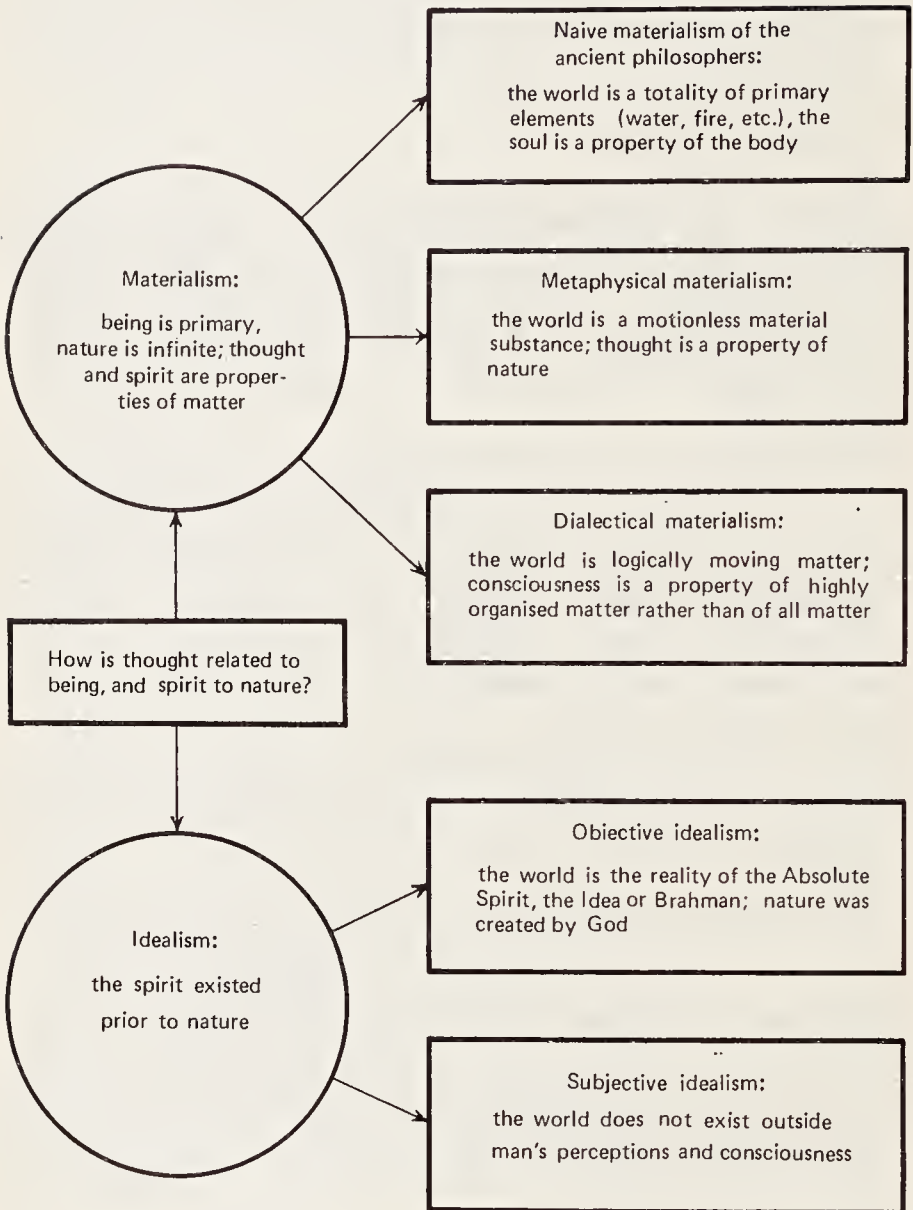 Naive materialism of the
ancient philosophers:
the world is a totality of primary
elements (water, fire, etc.), the
soul is a property of the body
Materialism:
being is primary,
nature is infinite; thought
and spirit are proper-
ties of matter
Metaphysical materialism:
the world is a motionless material
substance; thought is a property of
nature
Dialectical materialism:
the world is logically moving matter;
consciousness is a property of highly
organised matter rather than of all matter
How is thought related to
being, and spirit to nature?
Obiective idealism:
the world is the reality of the Absolute
Spirit, the Idea or Brahman; nature was
created by God
Idealism:
the spirit existed
prior to nature
Subjective idealism:
the world does not exist outside
man's perceptions and consciousness